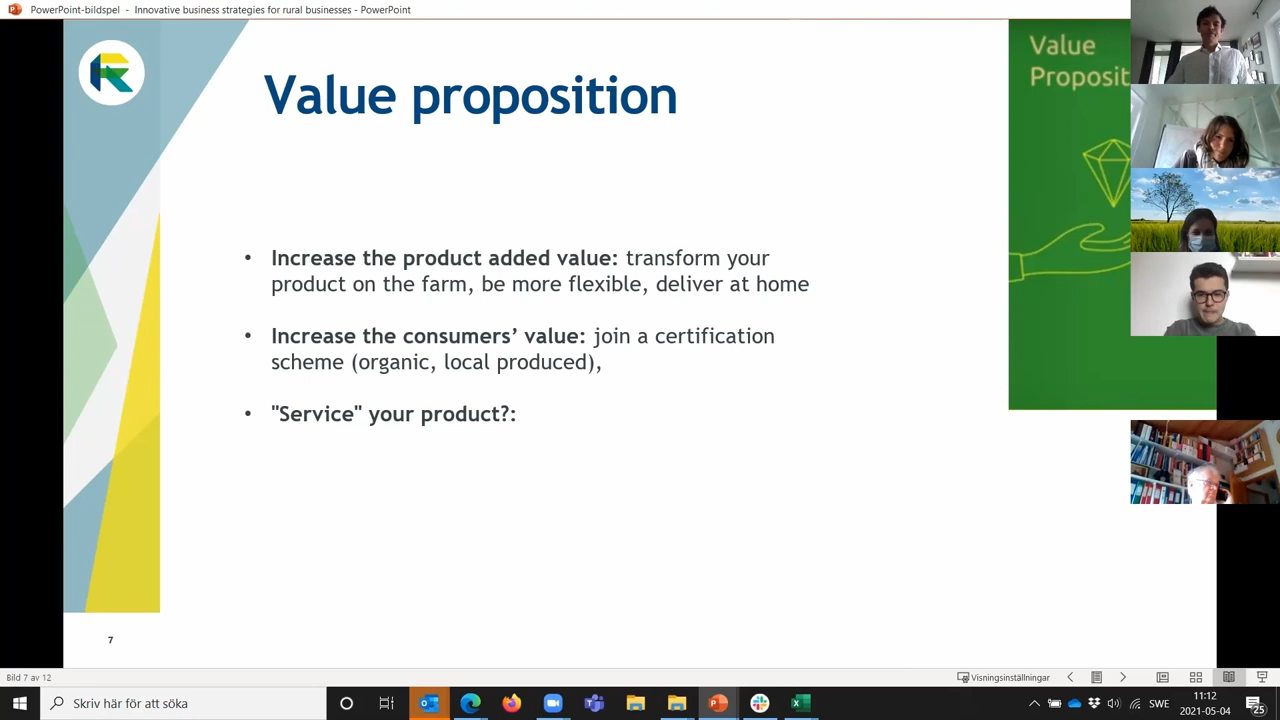 PowerPoint-bildspel - Innovative business strategies for rural businesses - PowerPoint
Value proposition
Value
Proposit
• Increase the product added value: transform your
product on the farm, be more flexible, deliver at home
• Increase the consumers’ value: join a certification
scheme (organic, local produced),
• "Service" your product?:
7
Bild 7 av 12
Visningsinställningar
Skriv här för att söka
SWE
11:12
2021-05-04
25